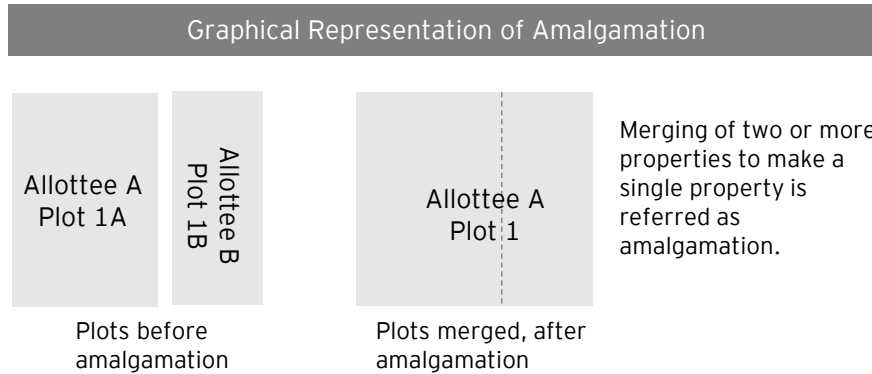 Graphical Representation of Amalgamation
Allottee A
Plot 1A
Allottee B
Plot 1B
Allottee A
Plot 1
Merging of two or more
properties to make a
single property is
referred as
amalgamation.
Plots before
amalgamation
Plots merged, after
amalgamation